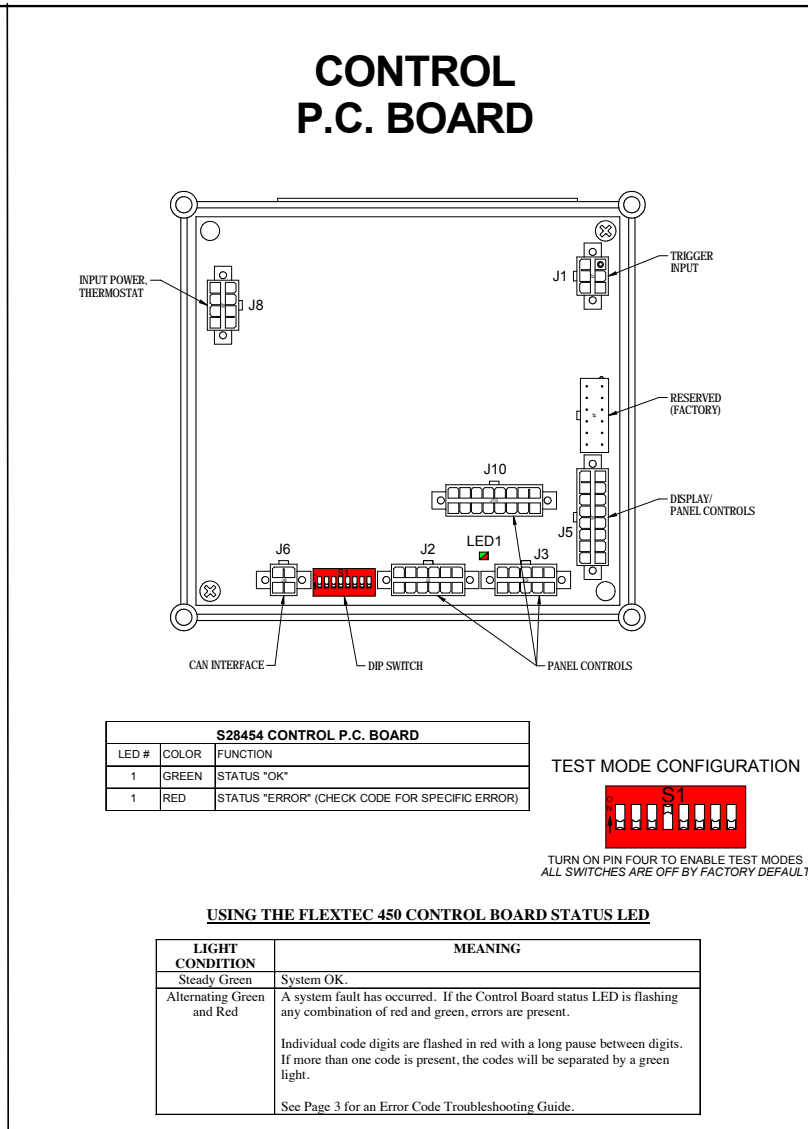 CONTROL
P.C. BOARD
INPUT POWER,
THERMOSTAT
J8
J1
TRIGGER
INPUT
RESERVED
(FACTORY)
J10
DISPLAY/
PANEL CONTROLS
J5
LED1
J6
S1
J2
J3
CAN INTERFACE
DIP SWITCH
PANEL CONTROLS
S28454 CONTROL P.C. BOARD
LED # COLOR FUNCTION
1 GREEN STATUS "OK"
1 RED STATUS "ERROR" (CHECK CODE FOR SPECIFIC ERROR)
TEST MODE CONFIGURATION
S1
ON
TURN ON PIN FOUR TO ENABLE TEST MODES
ALL SWITCHES ARE OFF BY FACTORY DEFAULT
USING THE FLEXTEC 450 CONTROL BOARD STATUS LED
LIGHT
CONDITION
MEANING
Steady Green System OK.
Alternating Green
and Red
A system fault has occurred. If the Control Board status LED is flashing
any combination of red and green, errors are present.
Individual code digits are flashed in red with a long pause between digits.
If more than one code is present, the codes will be separated by a green
light.
See Page 3 for an Error Code Troubleshooting Guide.